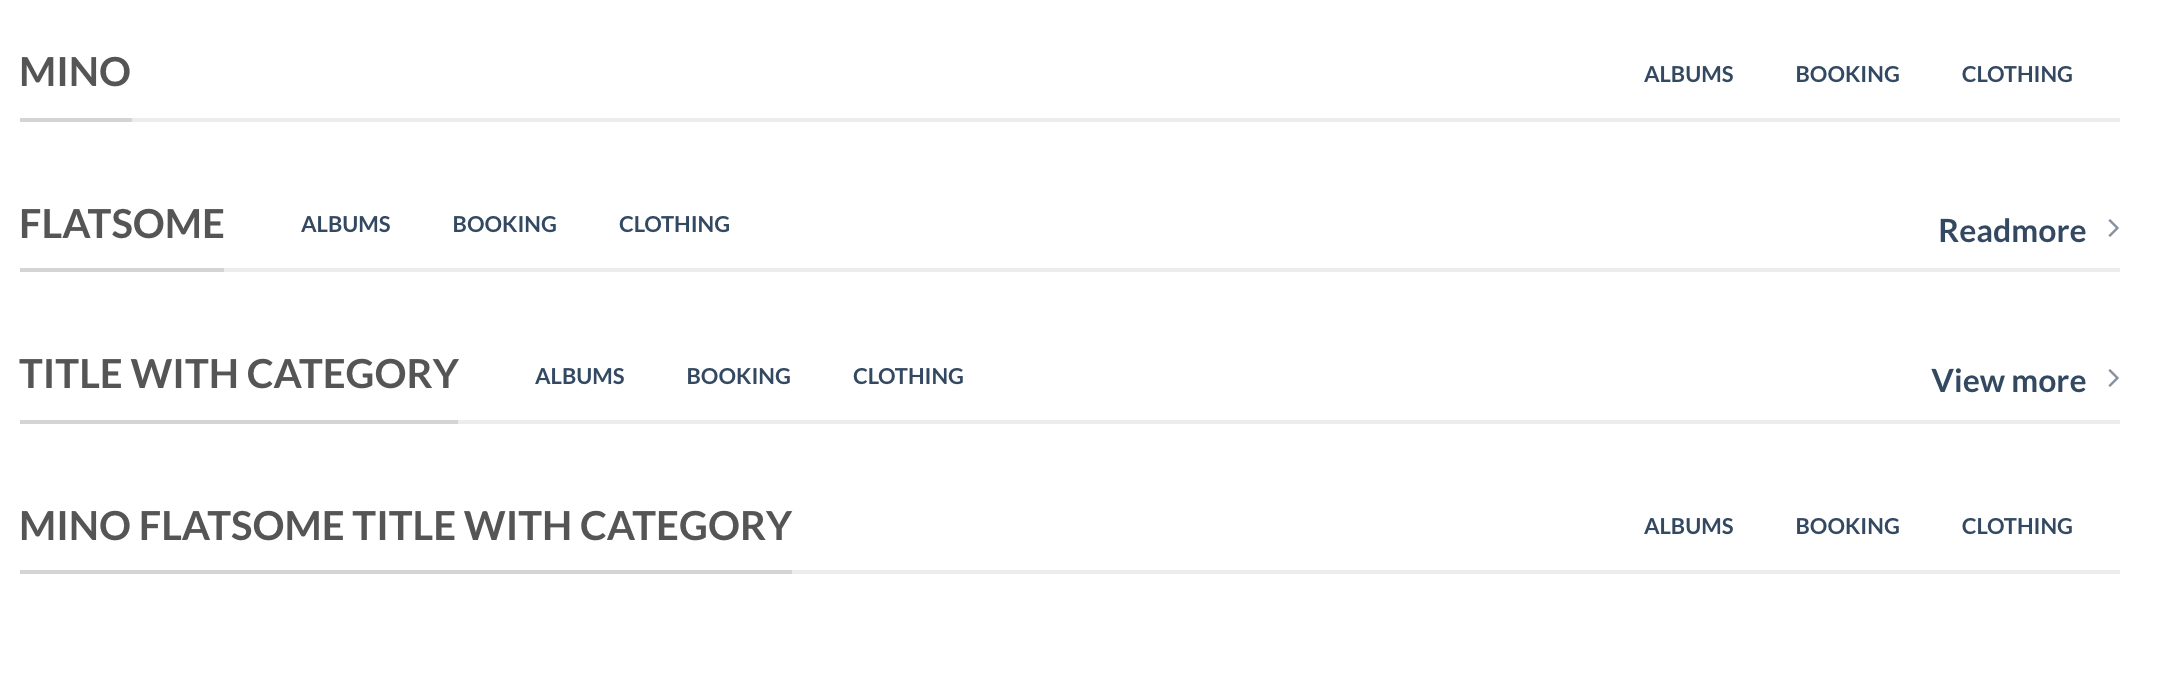 MINO ALBUMS BOOKING CLOTHING
FLATSOME ALBUMS BOOKING CLOTHING Readmore
TITLE WITH CATEGORY ALBUMS BOOKING CLOTHING View more
MINO FLATSOME TITLE WITH CATEGORY ALBUMS BOOKING CLOTHING